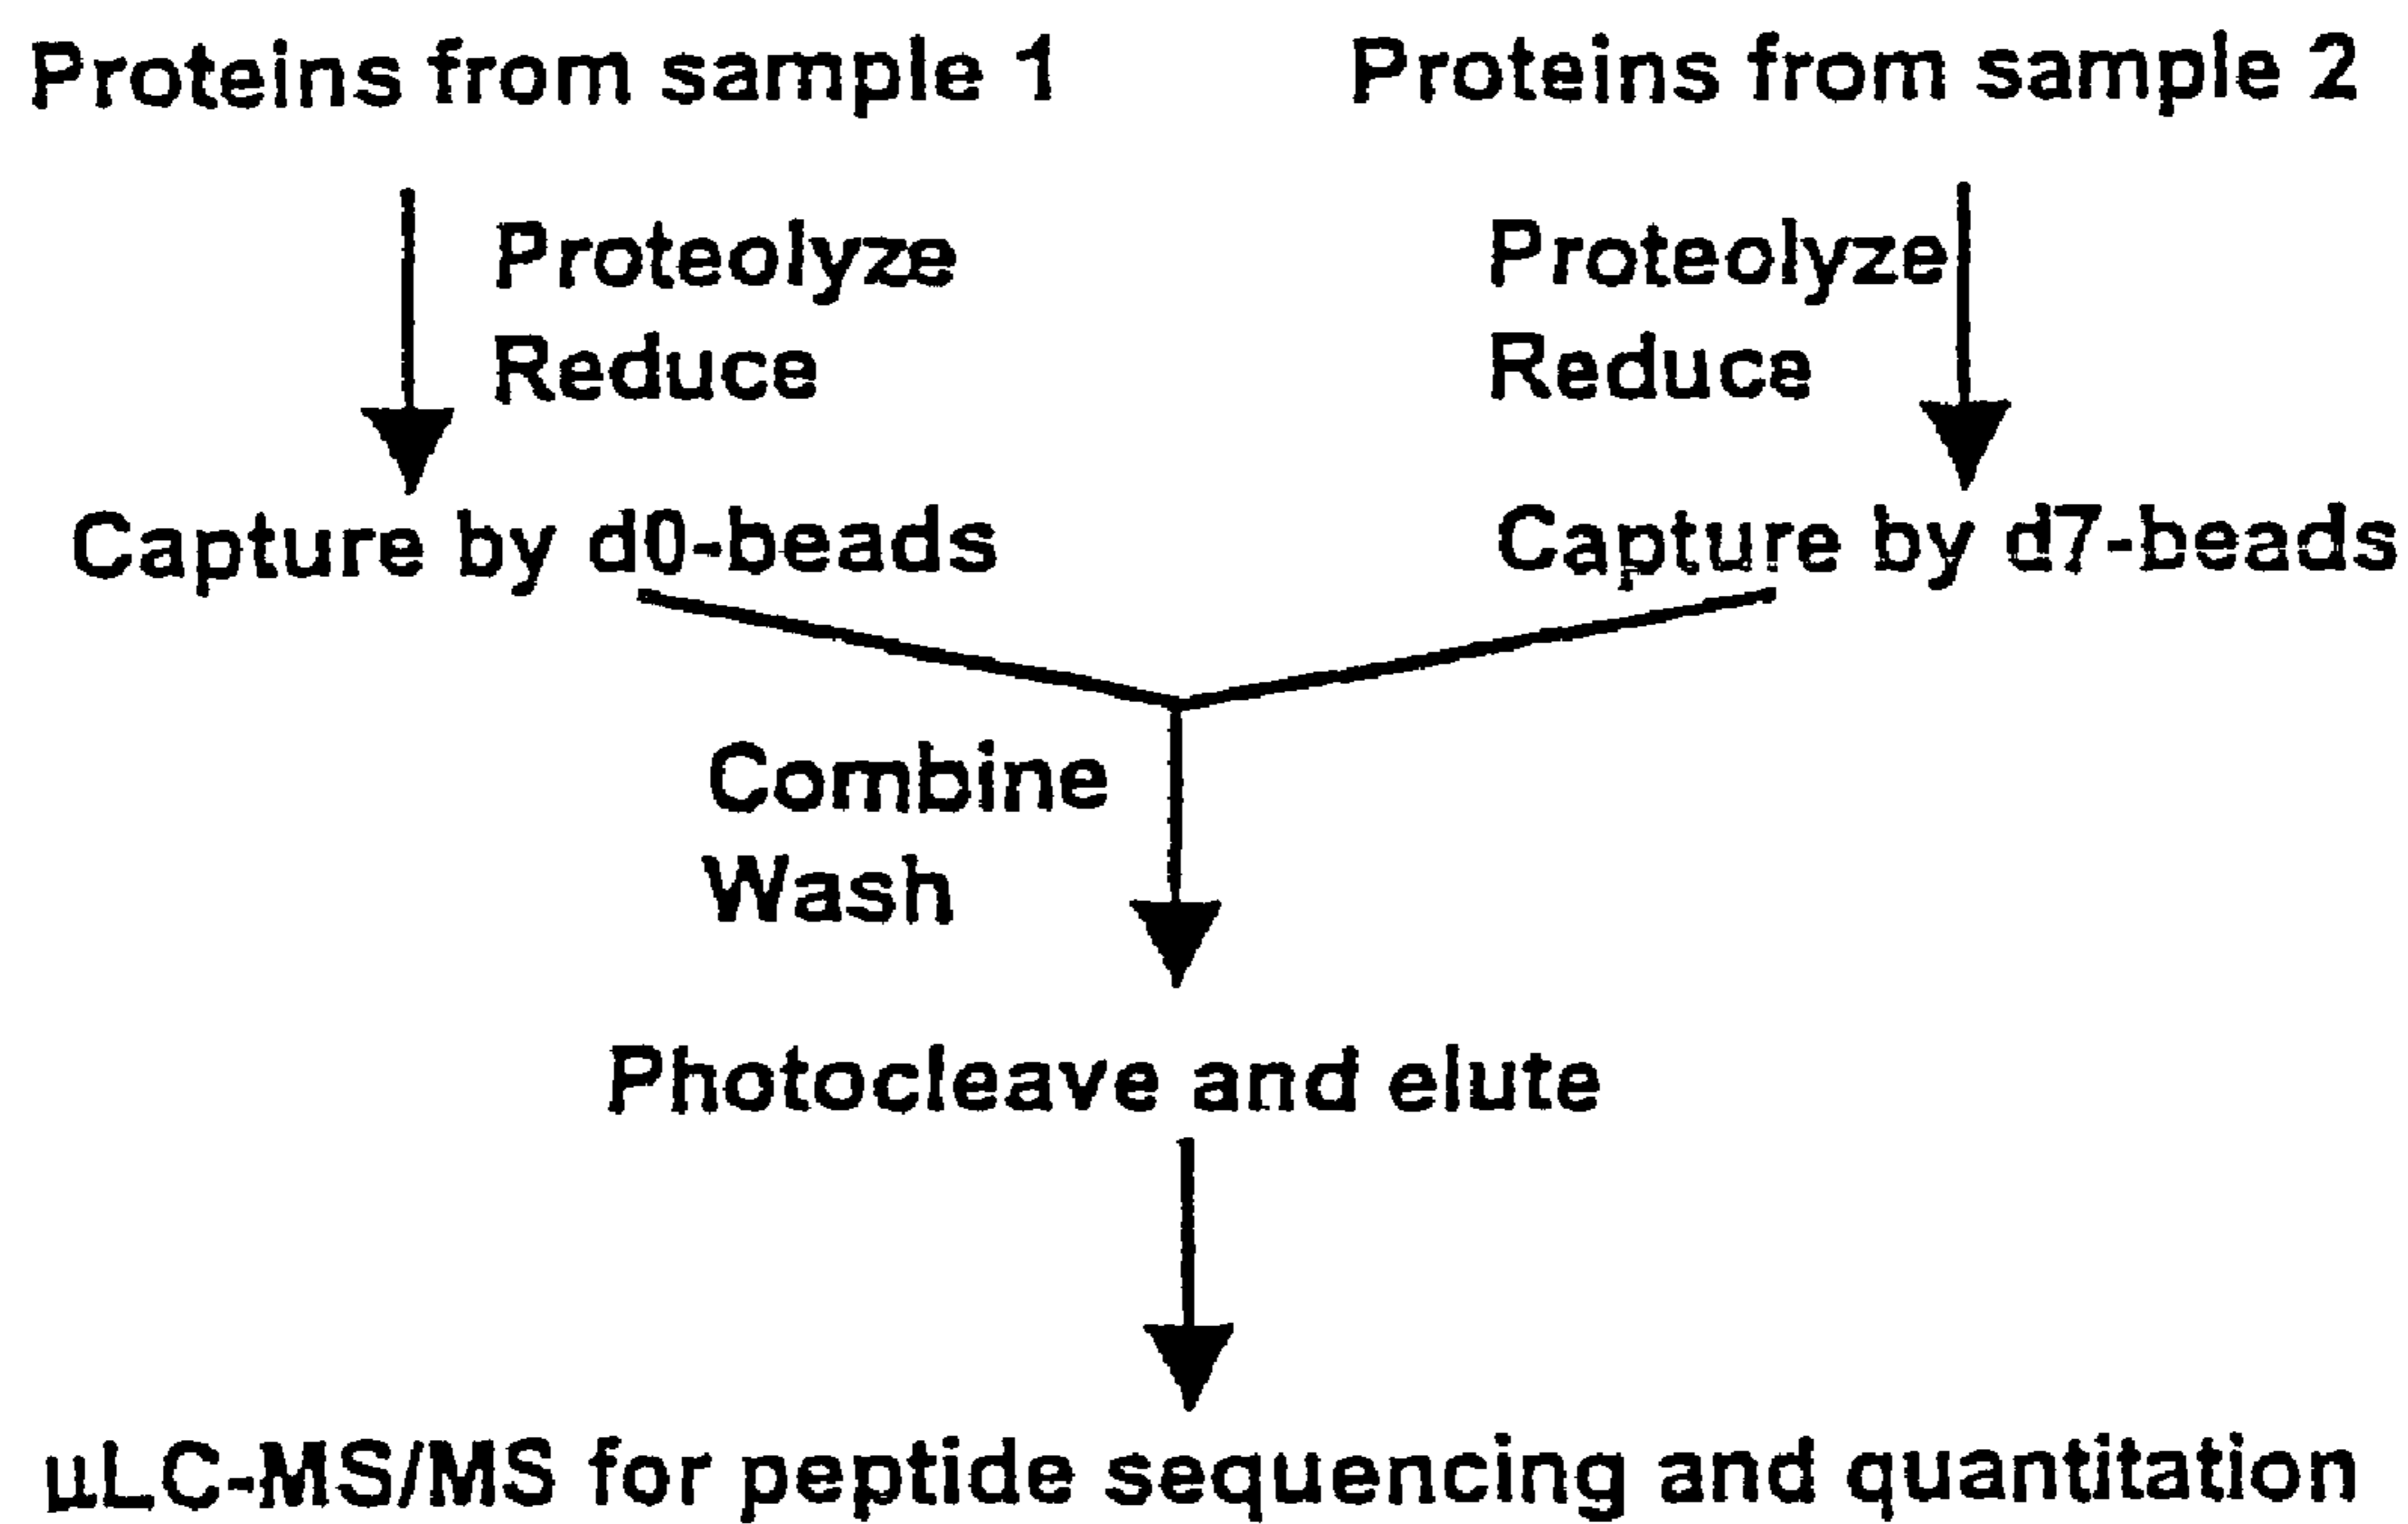 Proteins from sample 1
Proteins from sample 2
Proteolyze
Reduce
Proteolyze
Reduce
Capture by d0-beads
Capture by d7-beads
Combine
Wash
Photocleave and elute
µLC-MS/MS for peptide sequencing and quantitation